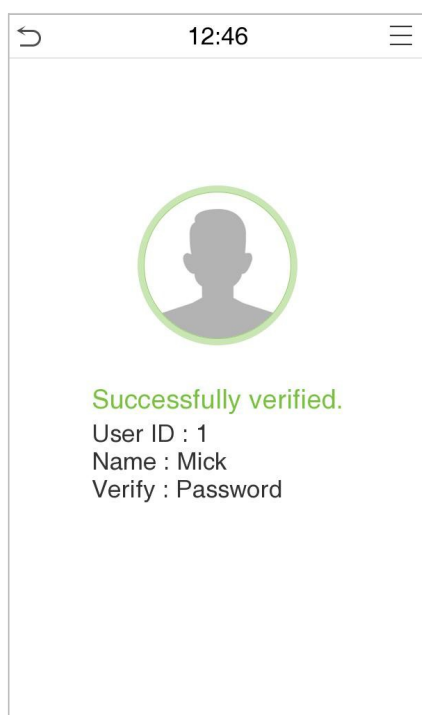 12:46
Successfully verified.
User ID : 1
Name : Mick
Verify : Password